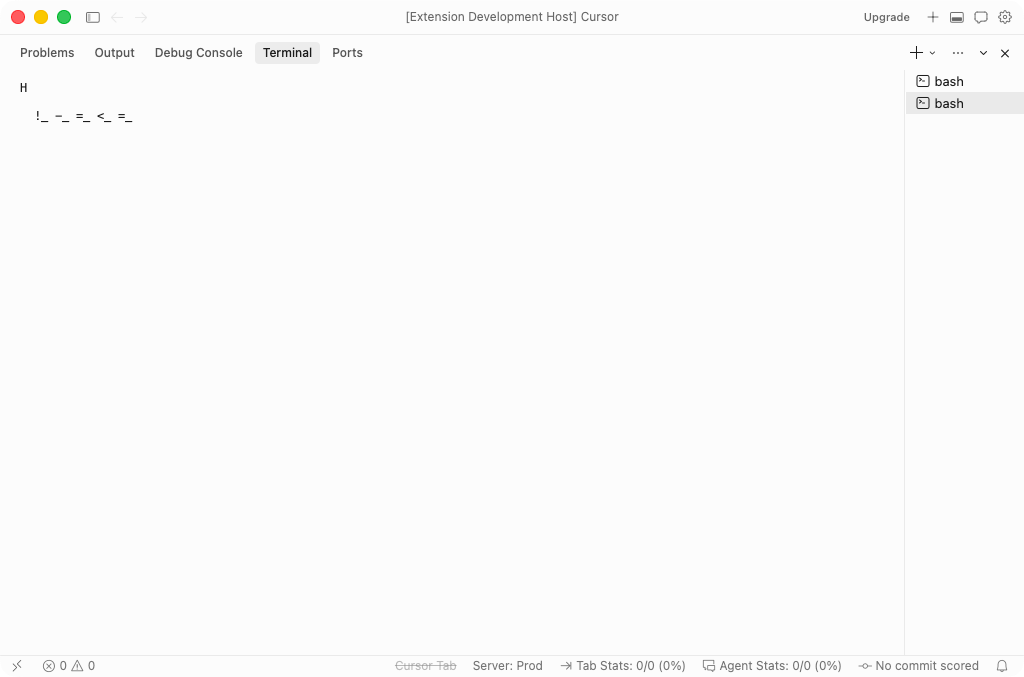 [Extension Development Host] Cursor
Upgrade
Problems Output Debug Console Terminal Ports
H
!_ -_ =_ <_ =_
bash
bash
0 0
Cursor Tab Server: Prod Tab Stats: 0/0 (0%) Agent Stats: 0/0 (0%) No commit scored